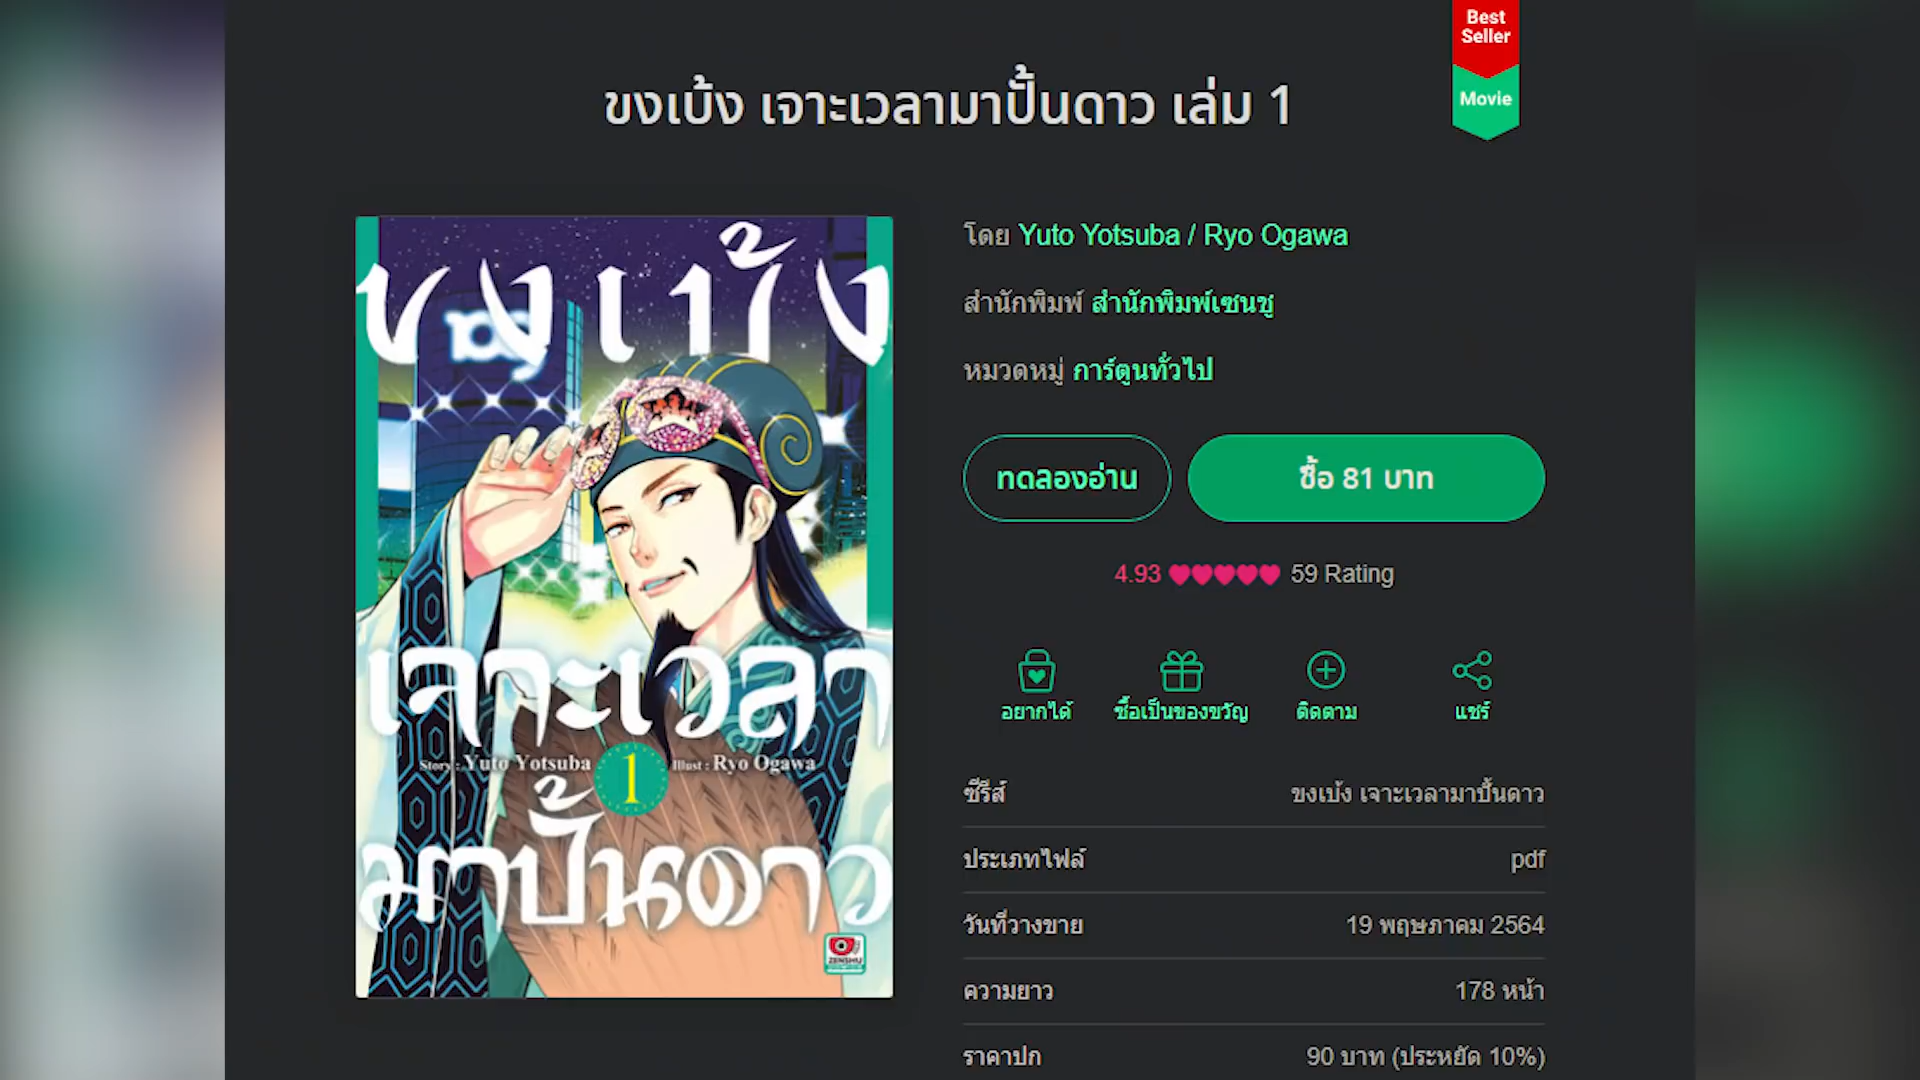 Best
Seller
Movie
ขงเบ้ง เจาะเวลามาปั้นดาว เล่ม 1
ขงเบ้ง
109
เจาะเวลา
Story : Yuto Yotsuba 1 Illust : Ryo Ogawa
มาปั้นดาว
ZENSHU
โดย Yuto Yotsuba / Ryo Ogawa
สำนักพิมพ์ สำนักพิมพ์เซนชู
หมวดหมู่ การ์ตูนทั่วไป
ทดลองอ่าน ซื้อ 81 บาท
4.93 59 Rating
อยากได้ ซื้อเป็นของขวัญ ติดตาม แชร์
ซีรีส์ ขงเบ้ง เจาะเวลามาปั้นดาว
ประเภทไฟล์ pdf
วันที่วางขาย 19 พฤษภาคม 2564
ความยาว 178 หน้า
ราคาปก 90 บาท (ประหยัด 10%)